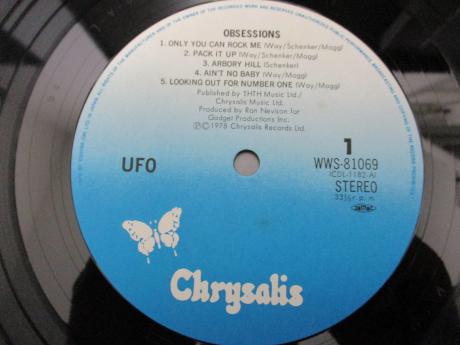 OBSESSIONS
1. ONLY YOU CAN ROCK ME (Way/Schenker/Mogg)
2. PACK IT UP (Way/Schenker/Mogg)
3. ARBORY HILL (Schenker)
4. AIN'T NO BABY (Way/Mogg)
5. LOOKING OUT FOR NUMBER ONE (Way/Mogg)
Published by THTH Music Ltd./
Chrysalis Music Ltd.
Produced by Ron Nevison for
Gadget Productions Inc.
ⓅⒸ 1978 Chrysalis Records Ltd.
UFO
1
WWS-81069
(CDL-1182-A)
STEREO
33⅓ r.p.m.
Chrysalis